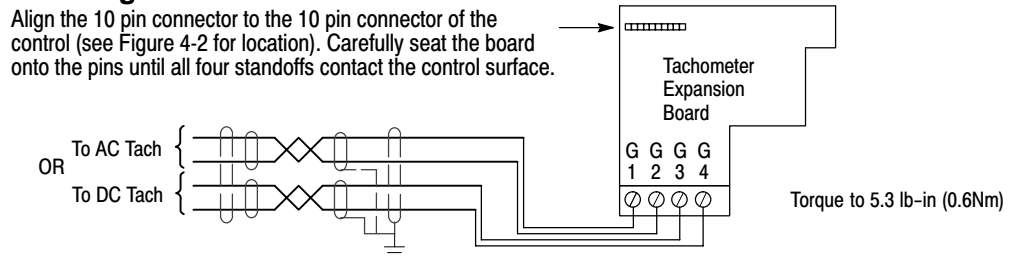 Align the 10 pin connector to the 10 pin connector of the
control (see Figure 4-2 for location). Carefully seat the board
onto the pins until all four standoffs contact the control surface.
Tachometer
Expansion
Board
To AC Tach
OR
To DC Tach
G G G G
1 2 3 4
Torque to 5.3 lb-in (0.6Nm)